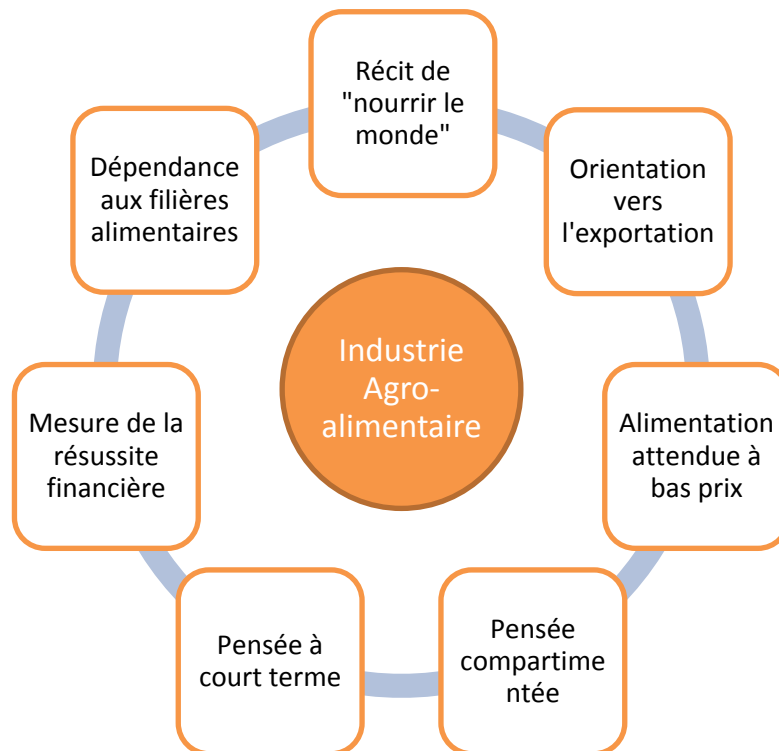 Récit de
"nourrir le
monde"
Orientation
vers
l'exportation
Alimentation
attendue à
bas prix
Pensée
compartime
ntée
Pensée à
court terme
Mesure de la
résussite
financière
Dépendance
aux filières
alimentaires
Industrie
Agro-
alimentaire